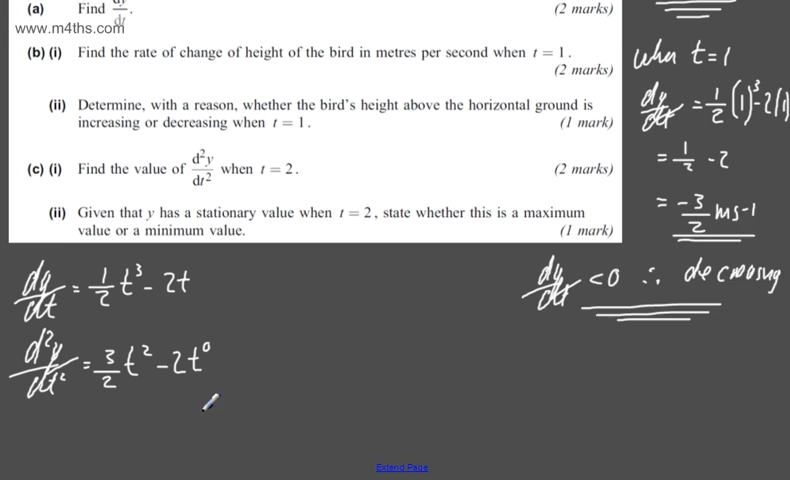 (a) Find dy/dt. (2 marks)
www.m4ths.com
(b) (i) Find the rate of change of height of the bird in metres per second when t = 1.
(2 marks)
(ii) Determine, with a reason, whether the bird's height above the horizontal ground is
increasing or decreasing when t = 1. (1 mark)
(c) (i) Find the value of d²y/dt² when t = 2. (2 marks)
(ii) Given that y has a stationary value when t = 2, state whether this is a maximum
value or a minimum value. (1 mark)
when t=1
dy/dt = 1/2 (1)³-2(1
= 1/2 - 2
= -3/2 ms-1
dy/dt <0 ∴ decreasing
dy/dt = 1/2 t³ - 2t
d²y/dt² = 3/2 t² - 2t⁰
Extend Page